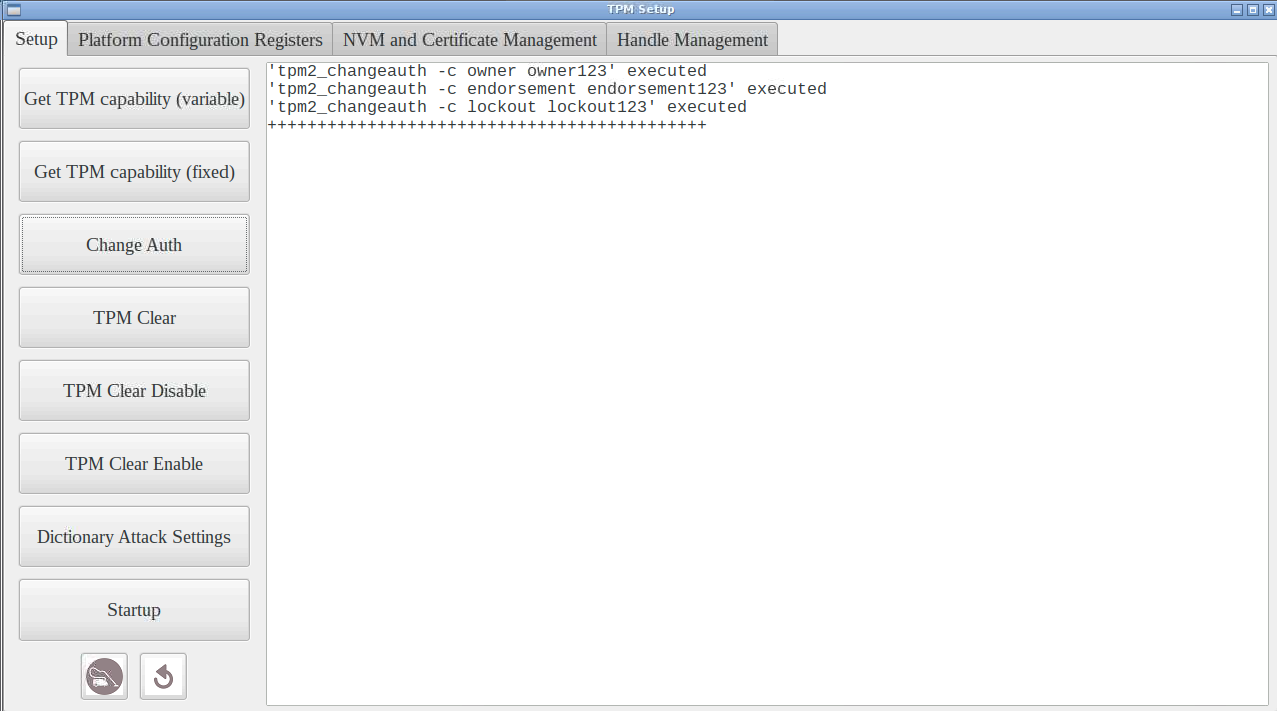 TPM Setup
Setup
Platform Configuration Registers
NVM and Certificate Management
Handle Management
Get TPM capability (variable)
Get TPM capability (fixed)
Change Auth
TPM Clear
TPM Clear Disable
TPM Clear Enable
Dictionary Attack Settings
Startup
'tpm2_changeauth -c owner owner123' executed
'tpm2_changeauth -c endorsement endorsement123' executed
'tpm2_changeauth -c lockout lockout123' executed
++++++++++++++++++++++++++++++++++++++++++++